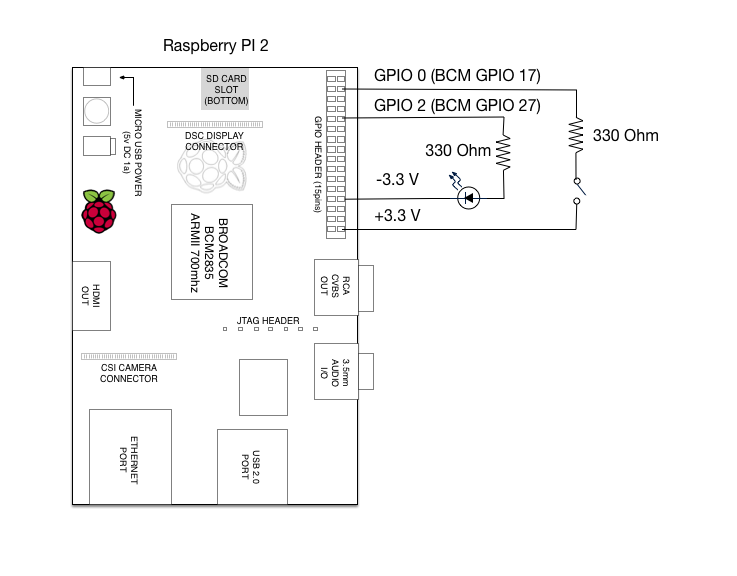 Raspberry PI 2
SD CARD
SLOT
(BOTTOM)
GPIO 0 (BCM GPIO 17)
GPIO 2 (BCM GPIO 27)
MICRO USB POWER
(5v DC 1a)
DSC DISPLAY
CONNECTOR
GPIO HEADER (15pins)
330 Ohm
330 Ohm
-3.3 V
+3.3 V
BROADCOM
BCM2835
ARMII 700mhz
HDMI
OUT
RCA
CVBS
OUT
JTAG HEADER
CSI CAMERA
CONNECTOR
3.5mm
AUDIO
I/O
ETHERNET
PORT
USB 2.0
PORT